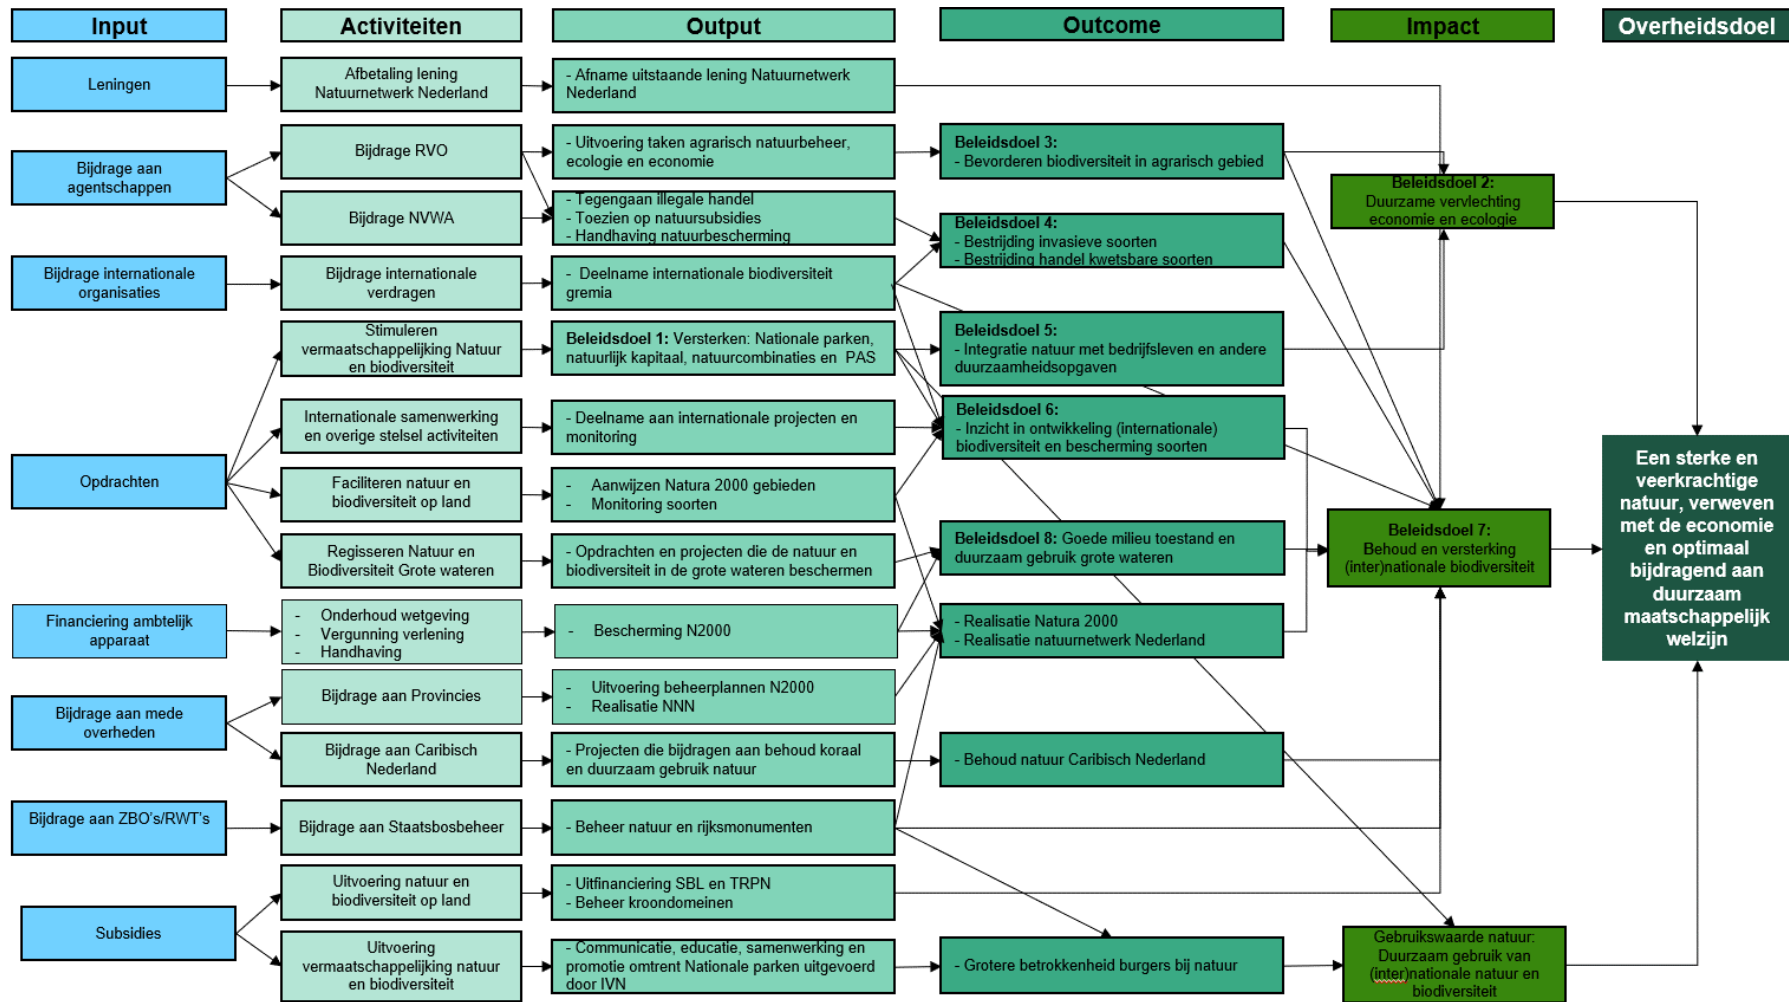 Input
Activiteiten
Output
Outcome
Impact
Overheidsdoel
Leningen
Afbetaling lening
Natuurnetwerk Nederland
- Afname uitstaande lening Natuurnetwerk
Nederland
Bijdrage aan
agentschappen
Bijdrage RVO
- Uitvoering taken agrarisch natuurbeheer,
ecologie en economie
Beleidsdoel 3:
- Bevorderen biodiversiteit in agrarisch gebied
Bijdrage NVWA
- Tegengaan illegale handel
- Toezien op natuursubsidies
- Handhaving natuurbescherming
Beleidsdoel 4:
- Bestrijding invasieve soorten
- Bestrijding handel kwetsbare soorten
Beleidsdoel 2:
Duurzame vervlechting
economie en ecologie
Bijdrage internationale
organisaties
Bijdrage internationale
verdragen
- Deelname internationale biodiversiteit
gremia
Opdrachten
Stimuleren
vermaatschappelijking Natuur
en biodiversiteit
Beleidsdoel 1: Versterken: Nationale parken,
natuurlijk kapitaal, natuurcombinaties en PAS
Beleidsdoel 5:
- Integratie natuur met bedrijfsleven en andere
duurzaamheidsopgaven
Internationale samenwerking
en overige stelsel activiteiten
- Deelname aan internationale projecten en
monitoring
Beleidsdoel 6:
- Inzicht in ontwikkeling (internationale)
biodiversiteit en bescherming soorten
Faciliteren natuur en
biodiversiteit op land
- Aanwijzen Natura 2000 gebieden
- Monitoring soorten
Regisseren Natuur en
Biodiversiteit Grote wateren
- Opdrachten en projecten die de natuur en
biodiversiteit in de grote wateren beschermen
Beleidsdoel 8: Goede milieu toestand en
duurzaam gebruik grote wateren
Beleidsdoel 7:
Behoud en versterking
(inter)nationale biodiversiteit
Een sterke en
veerkrachtige
natuur, verweven
met de economie
en optimaal
bijdragend aan
duurzaam
maatschappelijk
welzijn
Financiering ambtelijk
apparaat
- Onderhoud wetgeving
- Vergunning verlening
- Handhaving
- Bescherming N2000
- Realisatie Natura 2000
- Realisatie natuurnetwerk Nederland
Bijdrage aan mede
overheden
Bijdrage aan Provincies
- Uitvoering beheerplannen N2000
- Realisatie NNN
Bijdrage aan Caribisch
Nederland
- Projecten die bijdragen aan behoud koraal
en duurzaam gebruik natuur
- Behoud natuur Caribisch Nederland
Bijdrage aan ZBO's/RWT's
Bijdrage aan Staatsbosbeheer
- Beheer natuur en rijksmonumenten
Subsidies
Uitvoering natuur en
biodiversiteit op land
- Uitfinanciering SBL en TRPN
- Beheer kroondomeinen
Uitvoering
vermaatschappelijking natuur
en biodiversiteit
- Communicatie, educatie, samenwerking en
promotie omtrent Nationale parken uitgevoerd
door IVN
- Grotere betrokkenheid burgers bij natuur
Gebruikswaarde natuur:
Duurzaam gebruik van
(inter)nationale natuur en
biodiversiteit